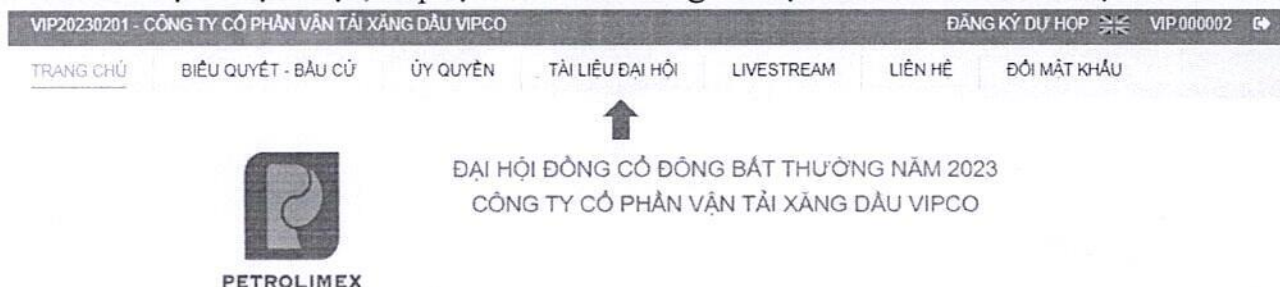 VIP20230201 - CÔNG TY CỔ PHẦN VẬN TẢI XĂNG DẦU VIPCO ĐĂNG KÝ DỰ HỌP VIP.000002
TRANG CHỦ BIỂU QUYẾT - BẦU CỬ ỦY QUYỀN TÀI LIỆU ĐẠI HỘI LIVESTREAM LIÊN HỆ ĐỔI MẬT KHẨU
ĐẠI HỘI ĐỒNG CỔ ĐÔNG BẤT THƯỜNG NĂM 2023
CÔNG TY CỔ PHẦN VẬN TẢI XĂNG DẦU VIPCO
PETROLIMEX